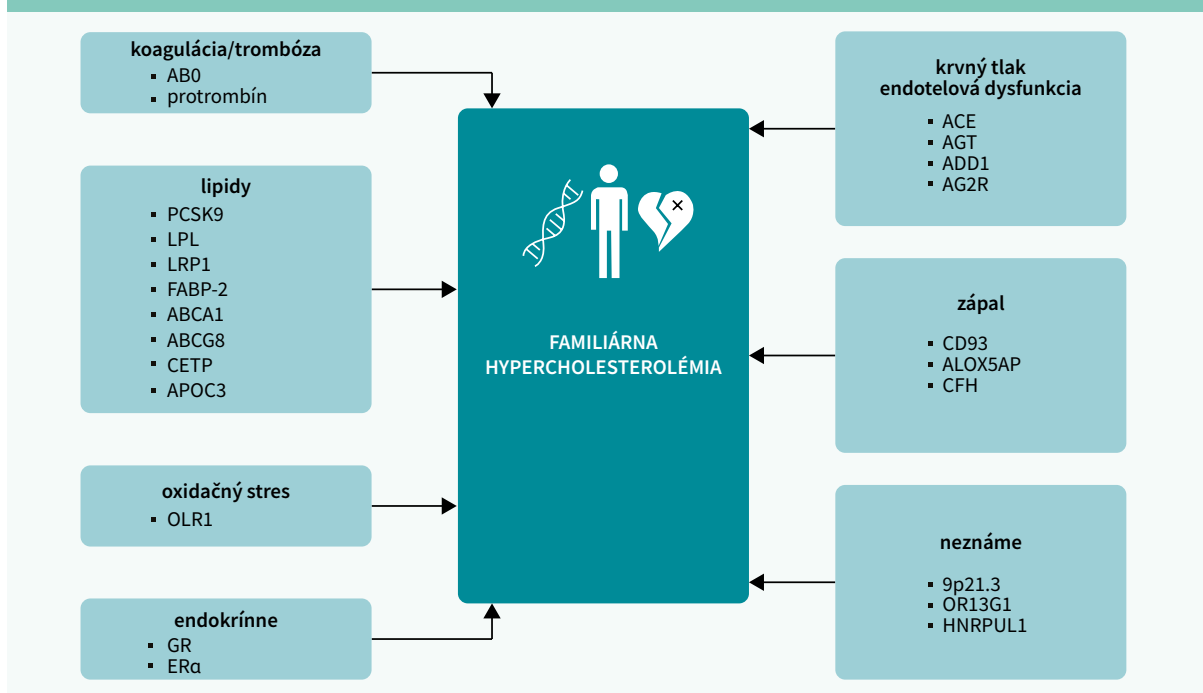 koagulácia/trombóza
▪ AB0
▪ protrombín
lipidy
▪ PCSK9
▪ LPL
▪ LRP1
▪ FABP-2
▪ ABCA1
▪ ABCG8
▪ CETP
▪ APOC3
oxidačný stres
▪ OLR1
endokrínne
▪ GR
▪ ERα
FAMILIÁRNA
HYPERCHOLESTEROLÉMIA
krvný tlak
endotelová dysfunkcia
▪ ACE
▪ AGT
▪ ADD1
▪ AG2R
zápal
▪ CD93
▪ ALOX5AP
▪ CFH
neznáme
▪ 9p21.3
▪ OR13G1
▪ HNRPUL1